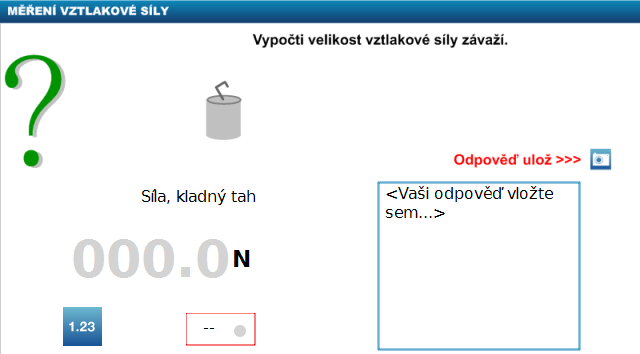 MĚŘENÍ VZTLAKOVÉ SÍLY
Vypočti velikost vztlakové síly závaží.
?
Odpověď ulož >>>
Síla, kladný tah
<Vaši odpověď vložte
sem...>
000.0 N
1.23
--